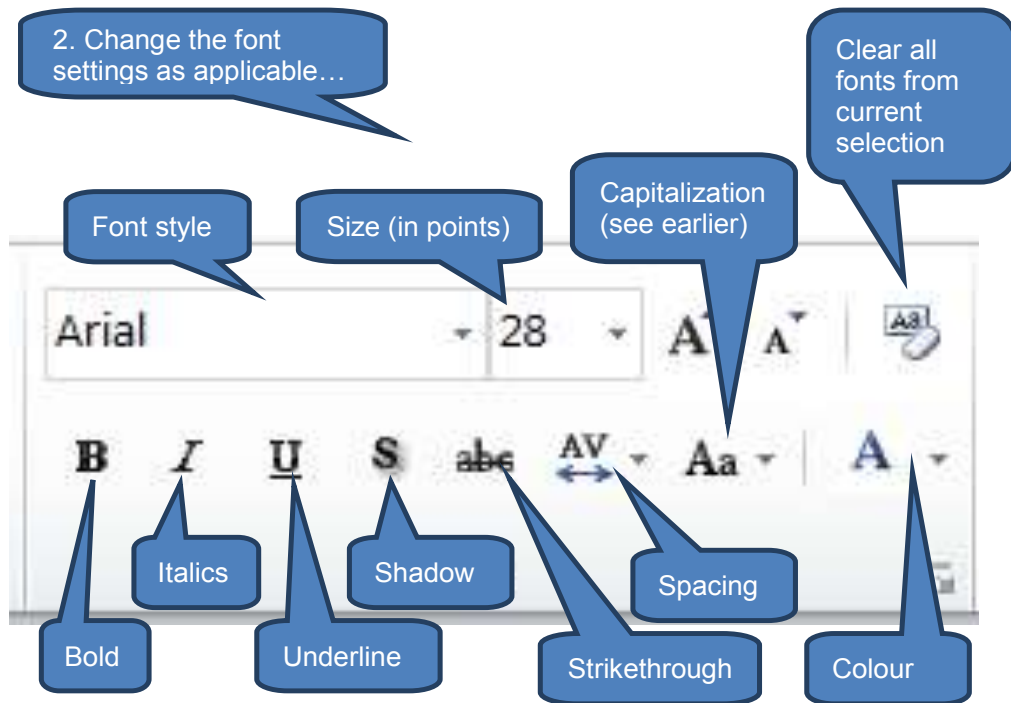 2. Change the font
settings as applicable…
Clear all
fonts from
current
selection
Capitalization
(see earlier)
Font style
Size (in points)
Arial
28
A
A
Aa
B
I
U
S
abc
AV
Aa
A
Italics
Shadow
Spacing
Bold
Underline
Strikethrough
Colour